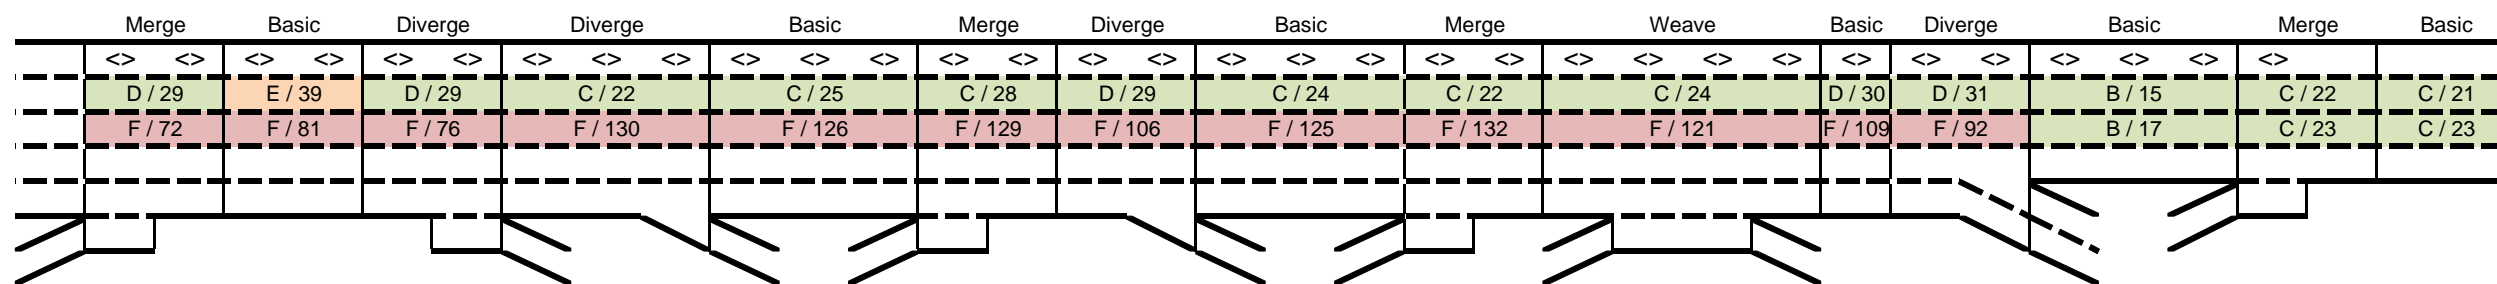 Merge Basic Diverge Diverge Basic Merge Diverge Basic Merge Weave Basic Diverge Basic Merge Basic
<> <> <> <> <> <> <> <> <> <> <> <> <> <> <> <> <> <> <> <> <> <> <> <> <> <> <> <> <> <> <> <>
D / 29 E / 39 D / 29 C / 22 C / 25 C / 28 D / 29 C / 24 C / 22 C / 24 D / 30 D / 31 B / 15 C / 22 C / 21
F / 72 F / 81 F / 76 F / 130 F / 126 F / 129 F / 106 F / 125 F / 132 F / 121 F / 109 F / 92 B / 17 C / 23 C / 23